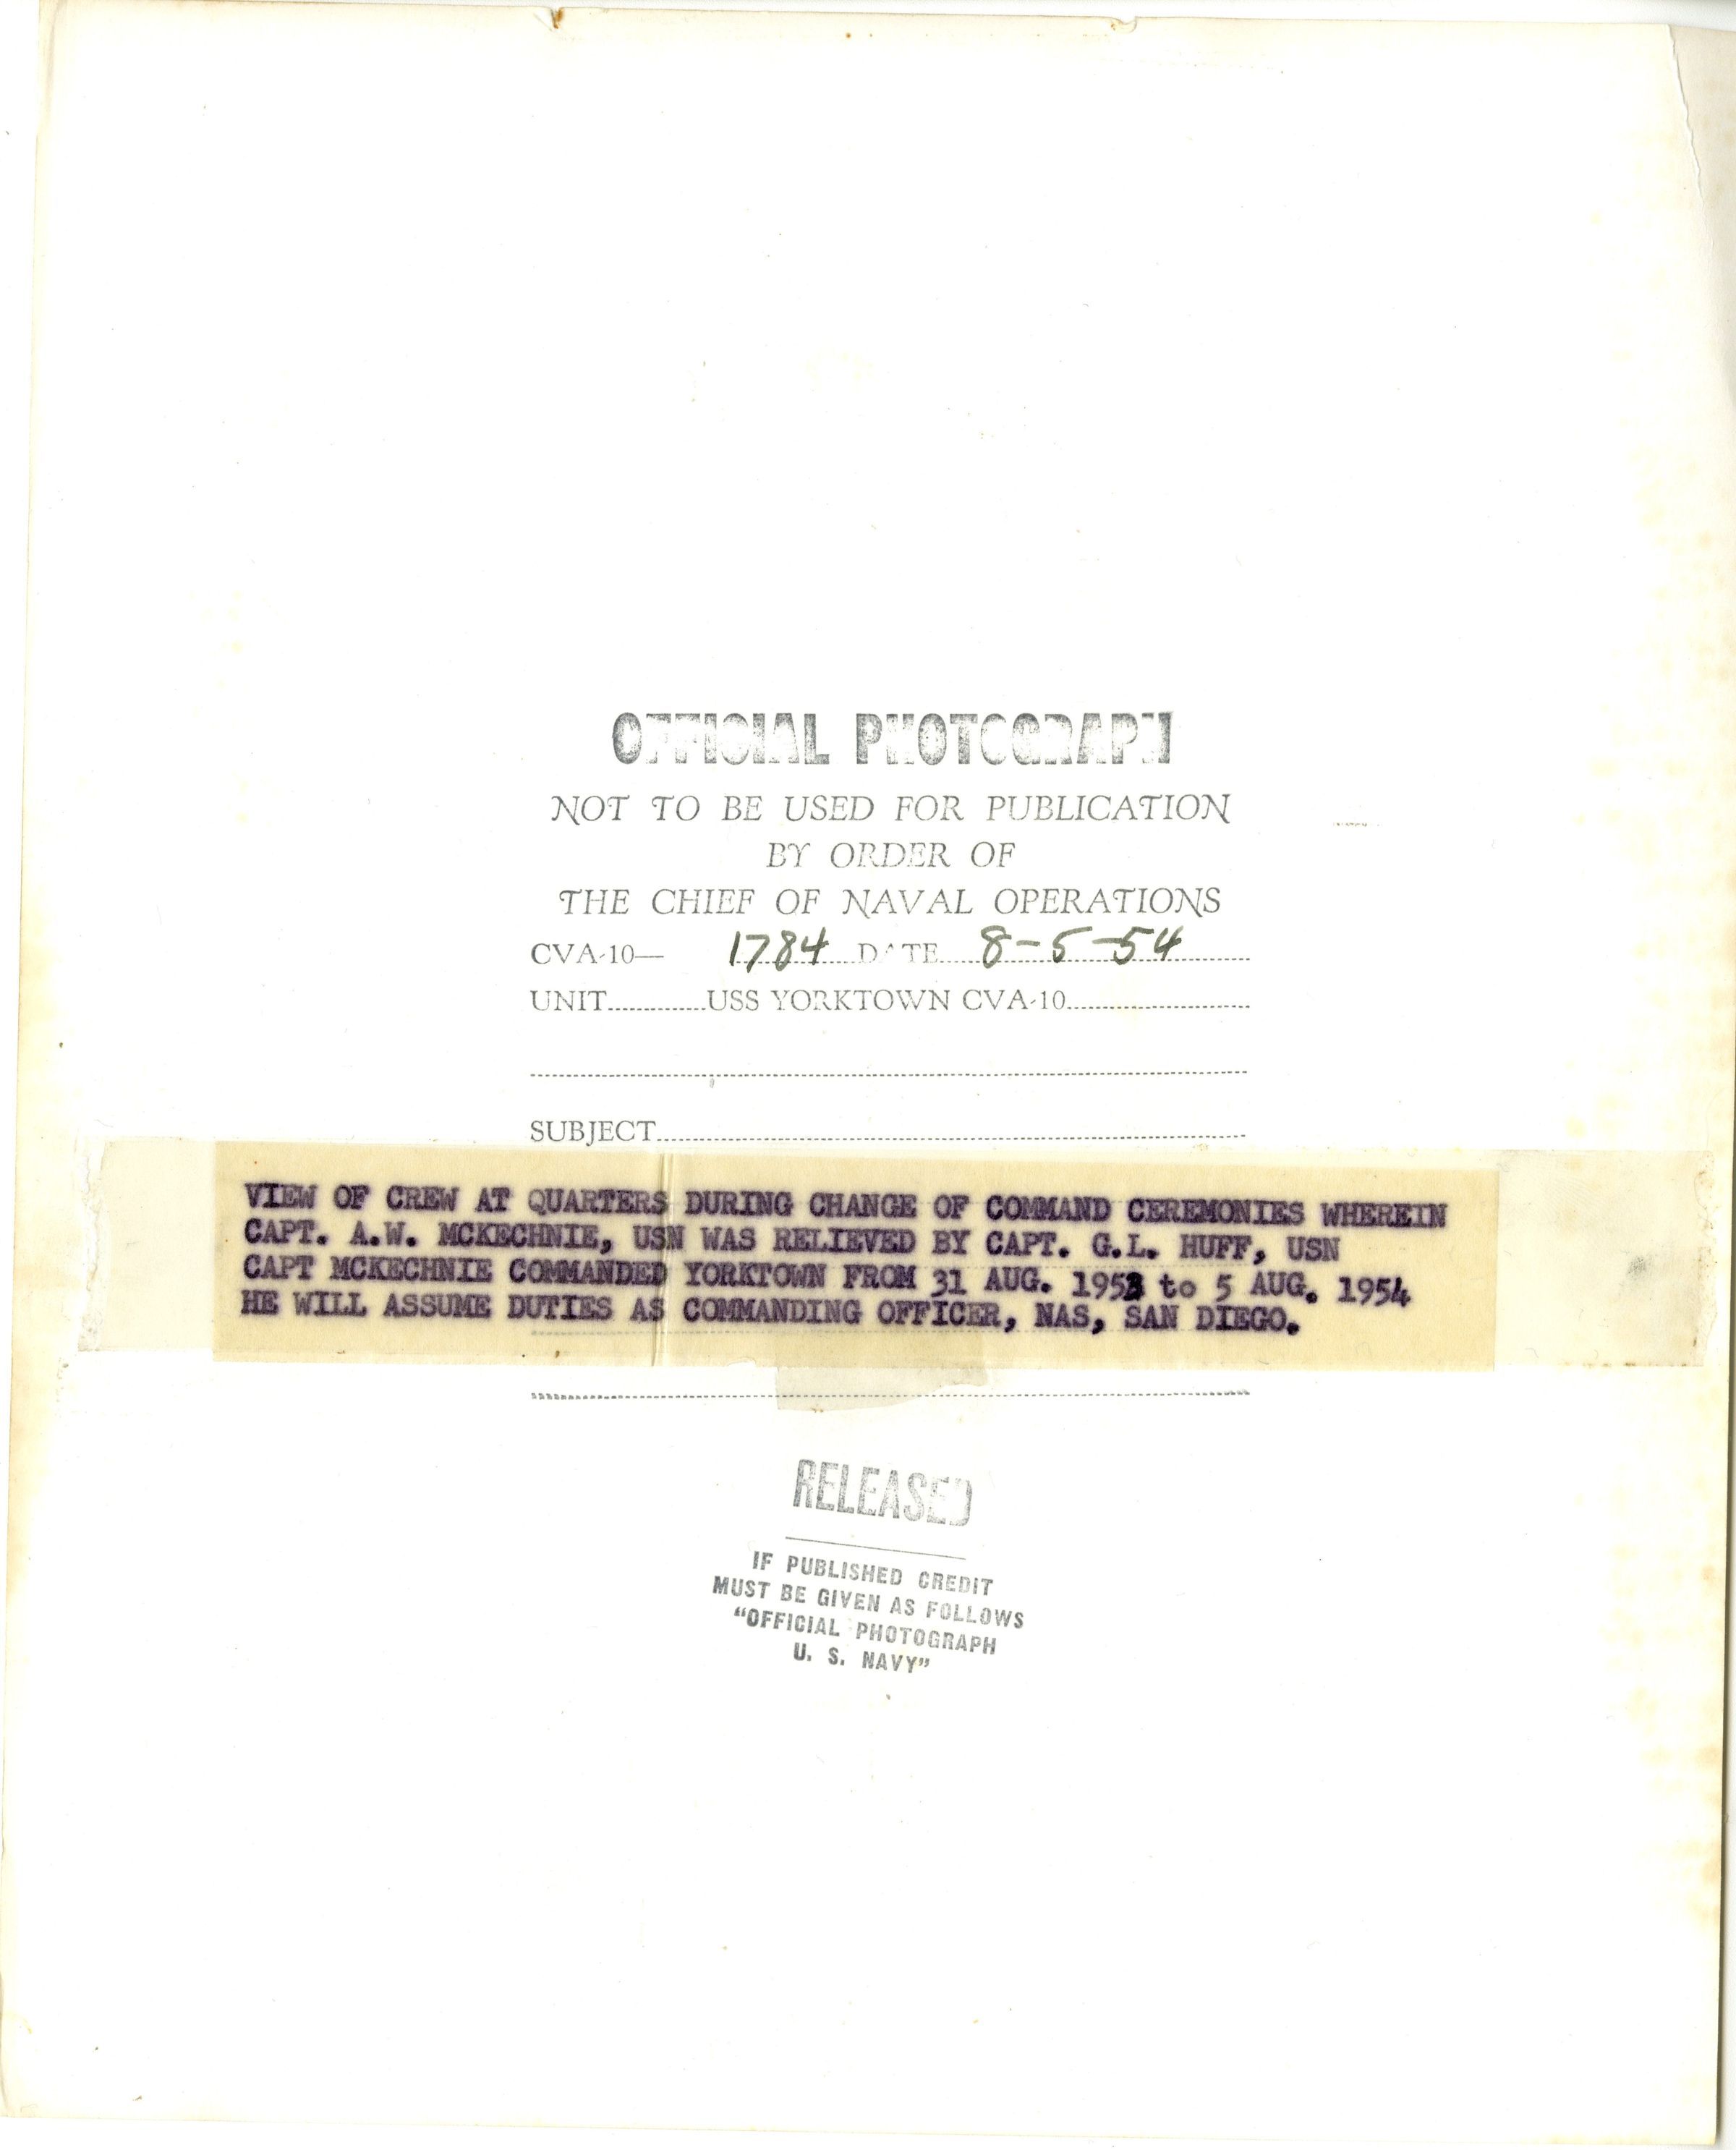 OFFICIAL PHOTOGRAPH
NOT TO BE USED FOR PUBLICATION
BY ORDER OF
THE CHIEF OF NAVAL OPERATIONS
CVA-10— 1784 DATE 8-5-54
UNIT USS YORKTOWN CVA-10
SUBJECT
VIEW OF CREW AT QUARTERS DURING CHANGE OF COMMAND CEREMONIES WHEREIN
CAPT. A.W. MCKECHNIE, USN WAS RELIEVED BY CAPT. G.L. HUFF, USN
CAPT MCKECHNIE COMMANDED YORKTOWN FROM 31 AUG. 1953 to 5 AUG. 1954
HE WILL ASSUME DUTIES AS COMMANDING OFFICER, NAS, SAN DIEGO.
RELEASED
IF PUBLISHED CREDIT
MUST BE GIVEN AS FOLLOWS
"OFFICIAL PHOTOGRAPH
U. S. NAVY"